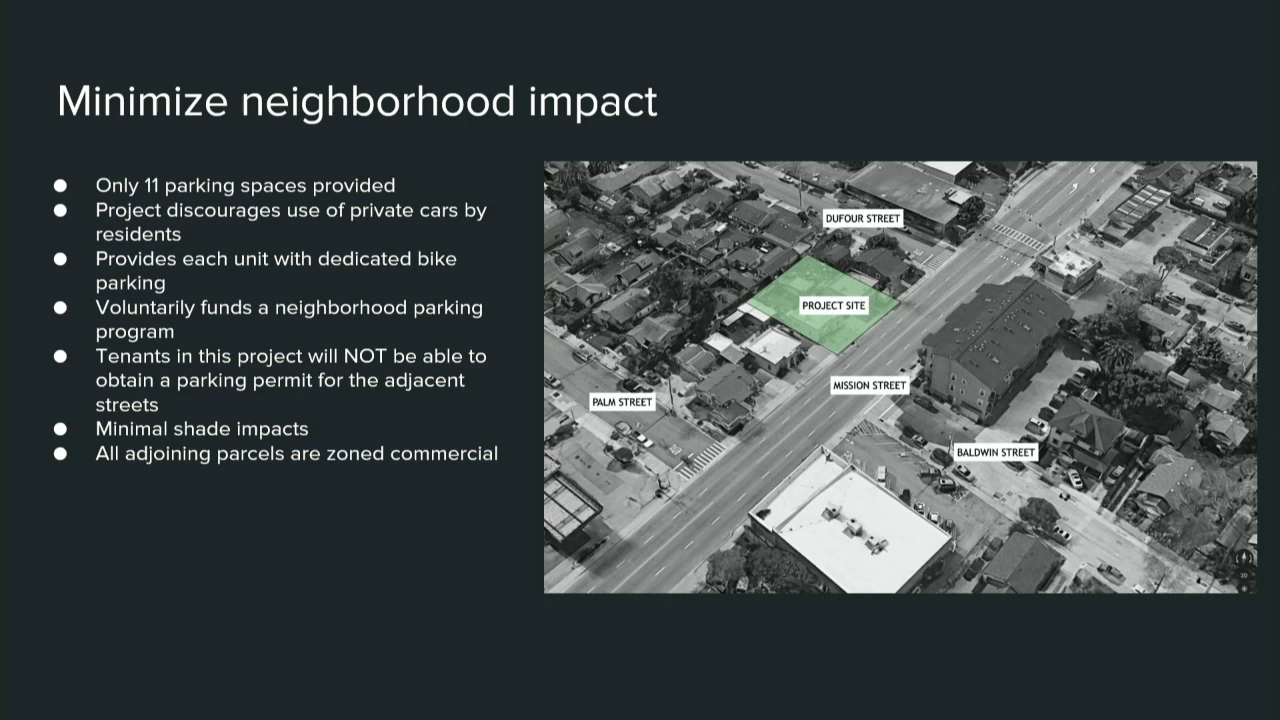 Minimize neighborhood impact
● Only 11 parking spaces provided
● Project discourages use of private cars by
residents
● Provides each unit with dedicated bike
parking
● Voluntarily funds a neighborhood parking
program
● Tenants in this project will NOT be able to
obtain a parking permit for the adjacent
streets
● Minimal shade impacts
● All adjoining parcels are zoned commercial
DUFOUR STREET
PROJECT SITE
MISSION STREET
PALM STREET
BALDWIN STREET